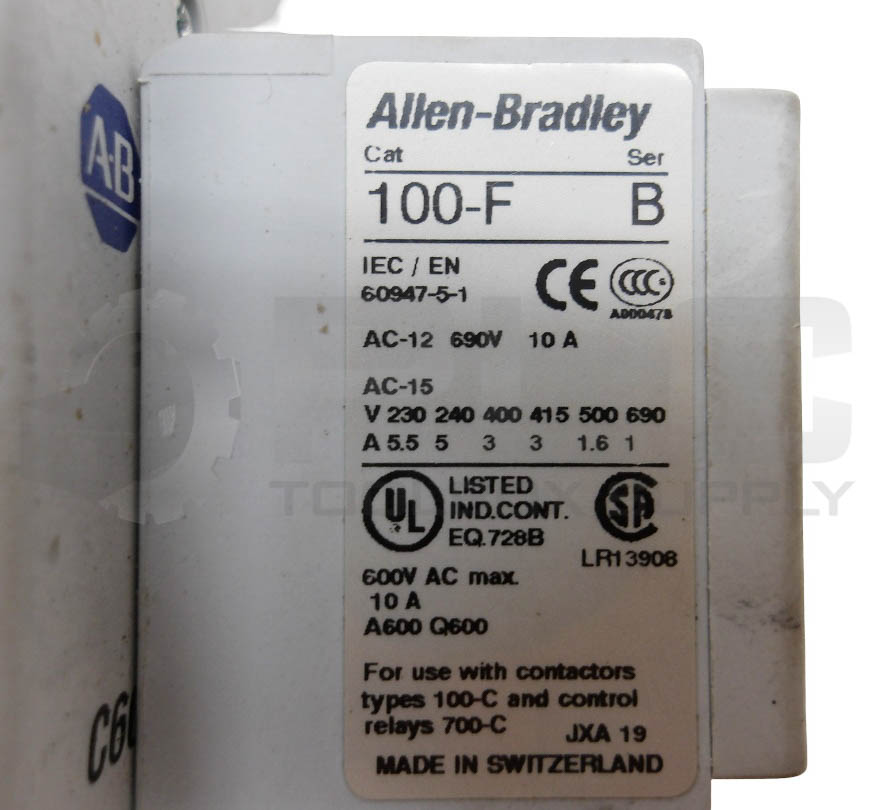 A-B
Allen-Bradley
Cat Ser
100-F B
IEC / EN
60947-5-1
CE CCC S
A000478
AC-12 690V 10 A
AC-15
V 230 240 400 415 500 690
A 5.5 5 3 3 1.6 1
UL LISTED
IND.CONT.
EQ.728B
SA
LR13908
600V AC max.
10 A
A600 Q600
For use with contactors
types 100-C and control
relays 700-C
JXA 19
MADE IN SWITZERLAND